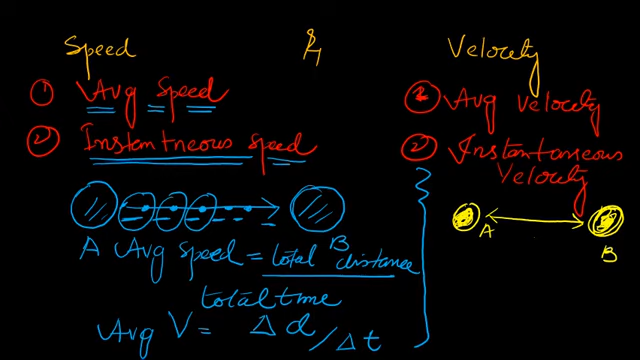 Speed
Velocity
① Avg Speed
② Instantneous speed
① Avg velocity
② Instantaneous
Velocity
A
B
A Avg speed = total B distance
total time
Avg V = Δd/Δt